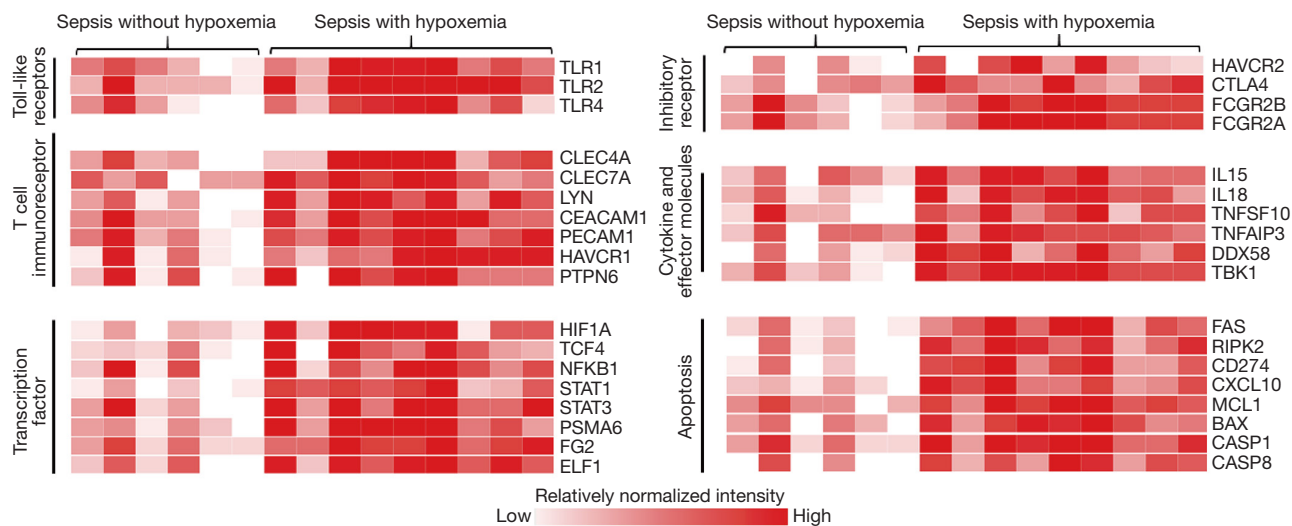 Sepsis without hypoxemia
Sepsis with hypoxemia
Toll-like
receptors
TLR1
TLR2
TLR4
T cell
immunoreceptor
CLEC4A
CLEC7A
LYN
CEACAM1
PECAM1
HAVCR1
PTPN6
Transcription
factor
HIF1A
TCF4
NFKB1
STAT1
STAT3
PSMA6
FG2
ELF1
Sepsis without hypoxemia
Sepsis with hypoxemia
Inhibitory
receptor
HAVCR2
CTLA4
FCGR2B
FCGR2A
Cytokine and
effector molecules
IL15
IL18
TNFSF10
TNFAIP3
DDX58
TBK1
Apoptosis
FAS
RIPK2
CD274
CXCL10
MCL1
BAX
CASP1
CASP8
Relatively normalized intensity
Low
High